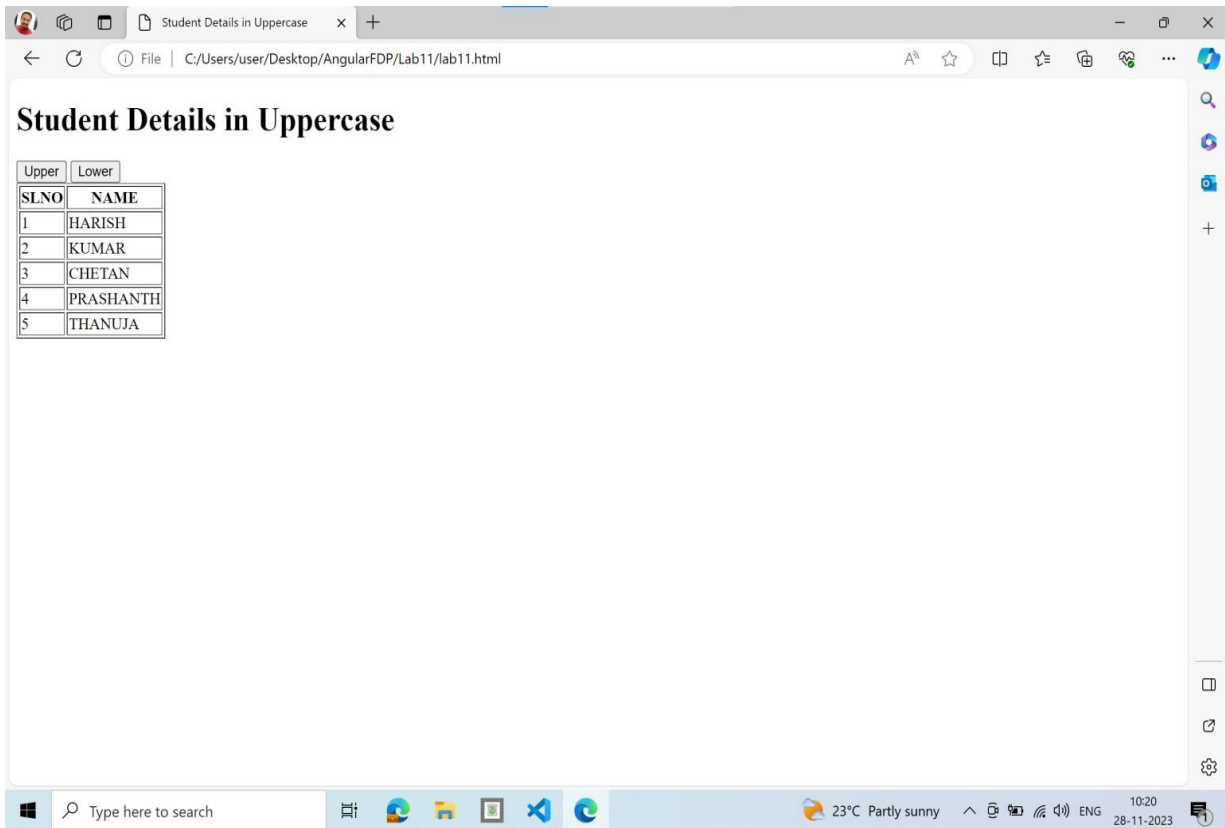 Student Details in Uppercase
File | C:/Users/user/Desktop/AngularFDP/Lab11/lab11.html
Student Details in Uppercase
Upper Lower
SLNO NAME
1 HARISH
2 KUMAR
3 CHETAN
4 PRASHANTH
5 THANUJA
Type here to search
23°C Partly sunny
ENG
10:20
28-11-2023
1